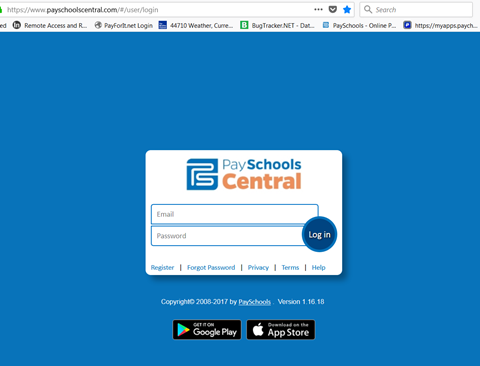 https://www.payschoolscentral.com/#/user/login
Search
ed Remote Access and R... PayForIt.net Login 44710 Weather, Curre... BugTracker.NET - Dat... PaySchools - Online P... https://myapps.paych...
PaySchools
Central
Email
Password
Log in
Register | Forgot Password | Privacy | Terms | Help
Copyright© 2008-2017 by PaySchools . Version 1.16.18
GET IT ON
Google Play
Download on the
App Store